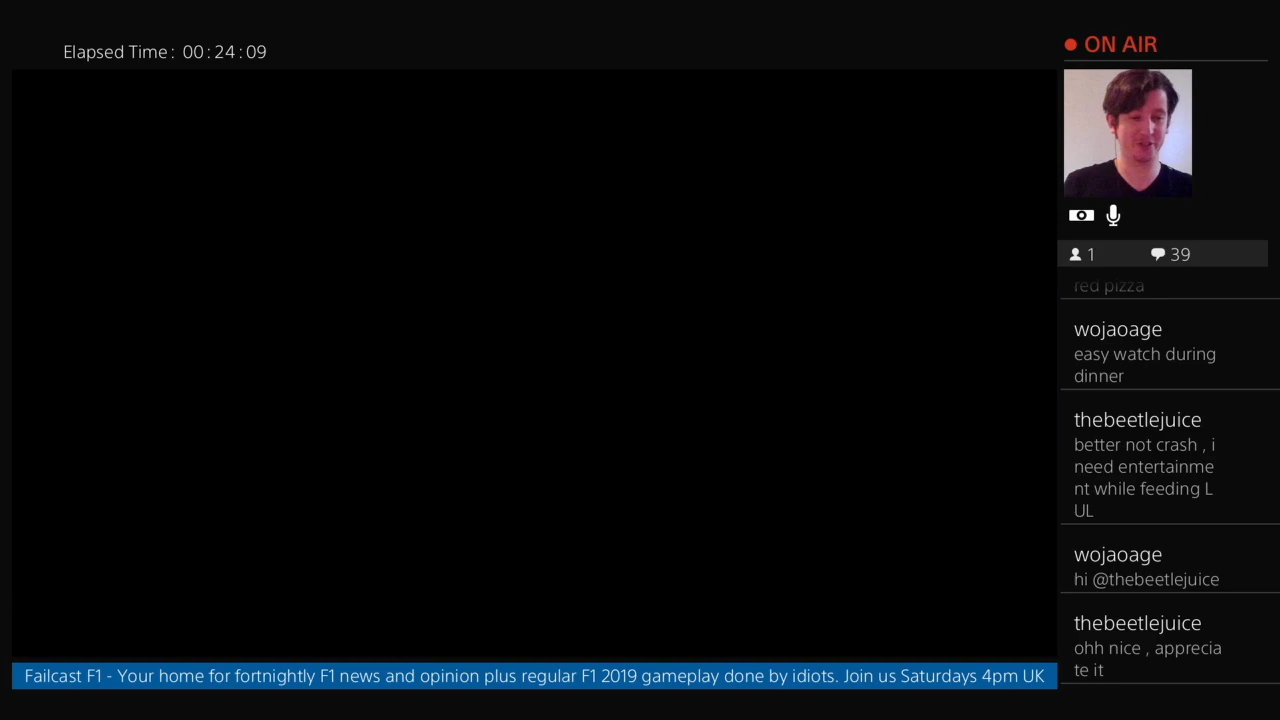 Elapsed Time: 00:24:09
ON AIR
1
39
red pizza
wojaoage
easy watch during
dinner
thebeetlejuice
better not crash , i
need entertainme
nt while feeding L
UL
wojaoage
hi @thebeetlejuice
thebeetlejuice
ohh nice , apprecia
te it
Failcast F1 - Your home for fortnightly F1 news and opinion plus regular F1 2019 gameplay done by idiots. Join us Saturdays 4pm UK